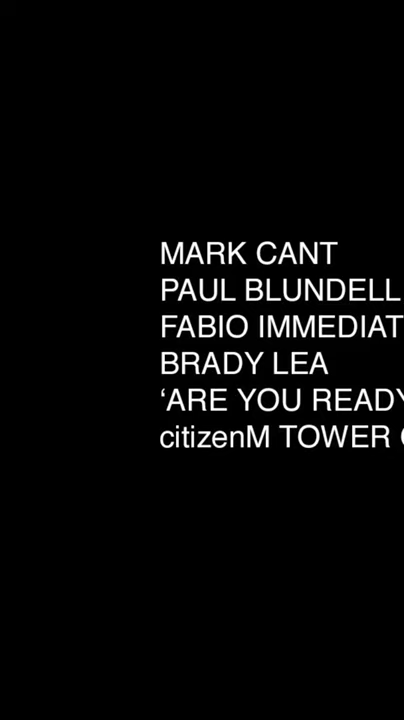 MARK CANT
PAUL BLUNDELL
FABIO IMMEDIAT
BRADY LEA
‘ARE YOU READY
citizenM TOWER